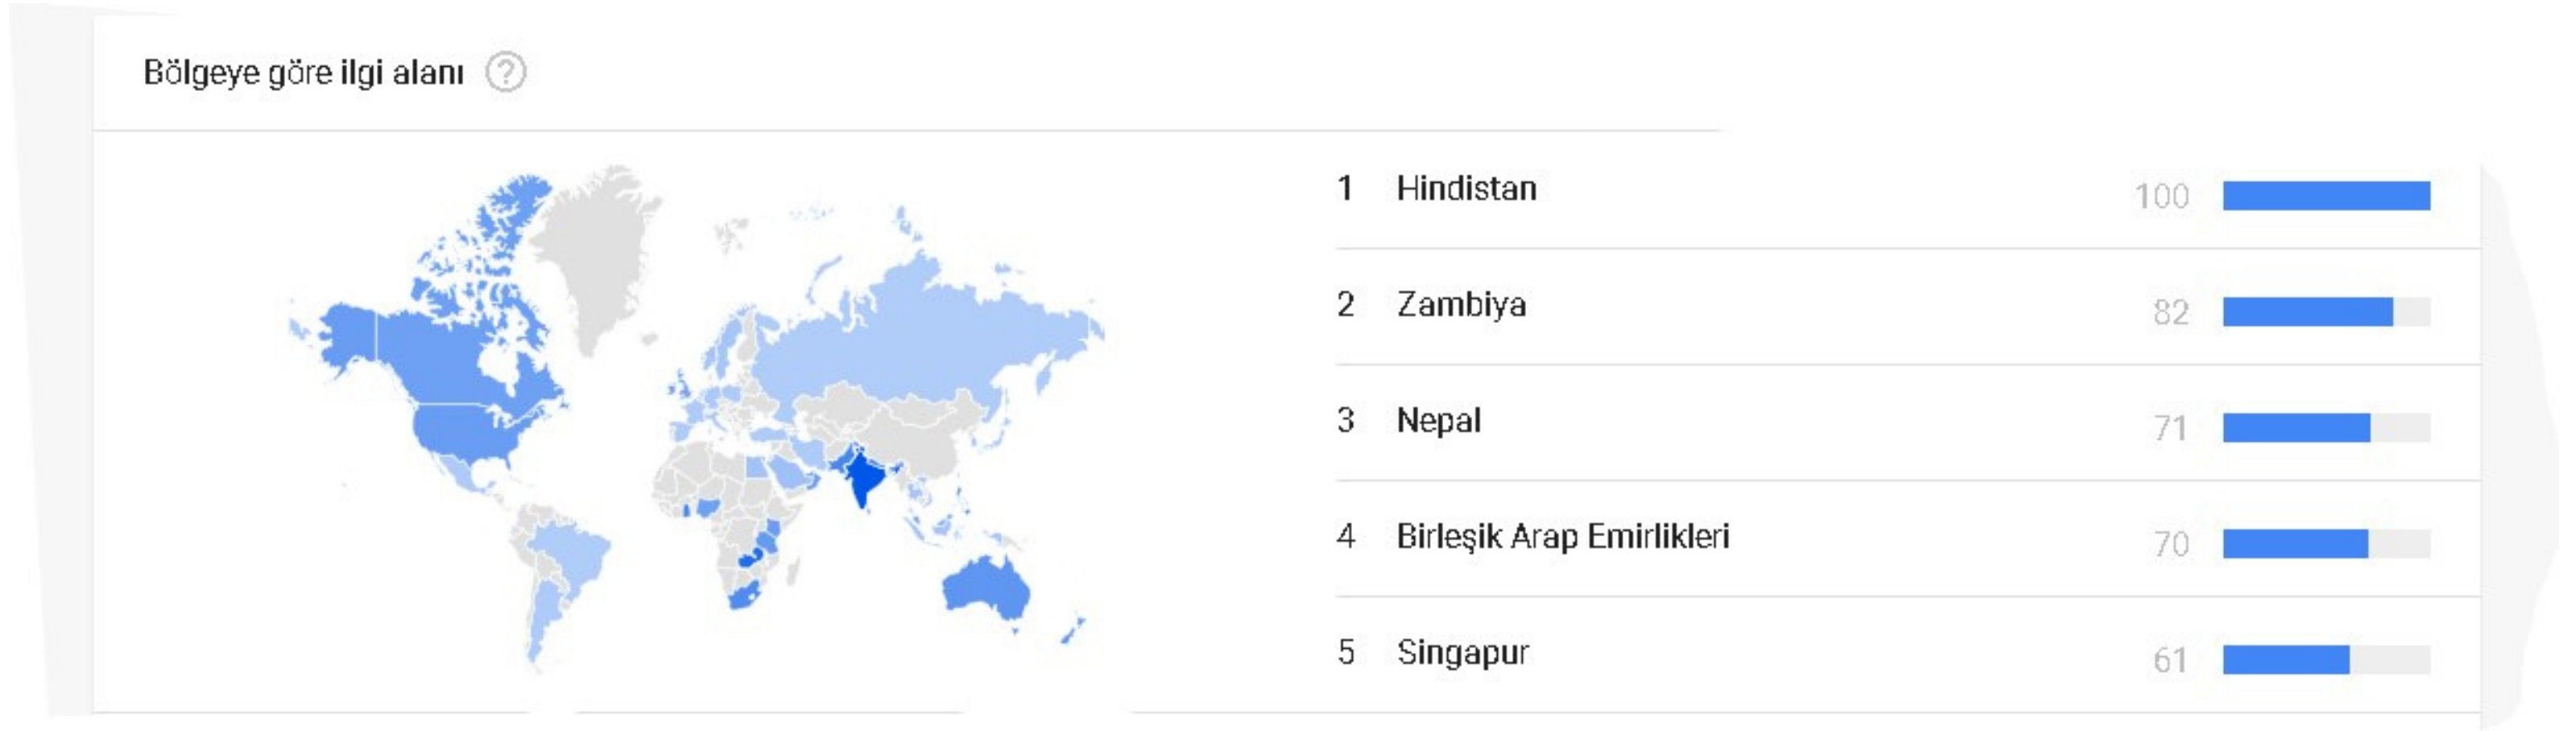 Bölgeye göre ilgi alanı ?
1 Hindistan 100
2 Zambiya 82
3 Nepal 71
4 Birleşik Arap Emirlikleri 70
5 Singapur 61